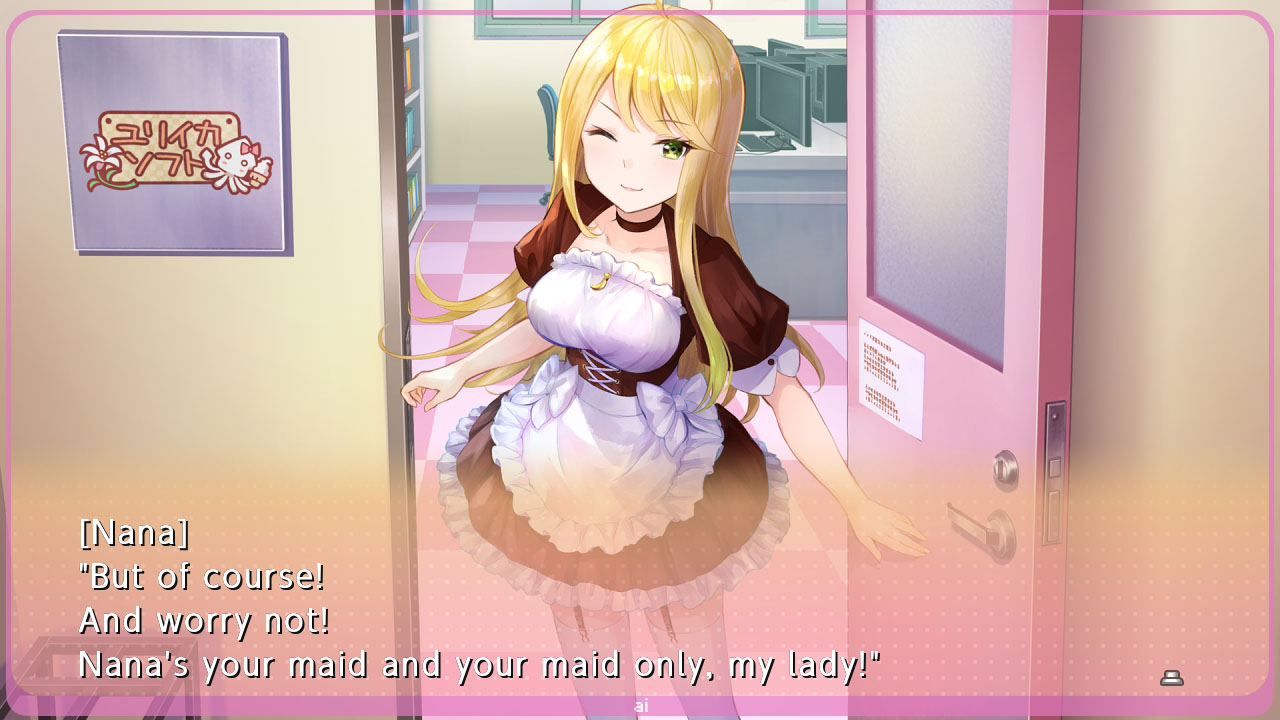 ユリイカ
ソフト
[Nana]
"But of course!
And worry not!
Nana's your maid and your maid only, my lady!"
ai